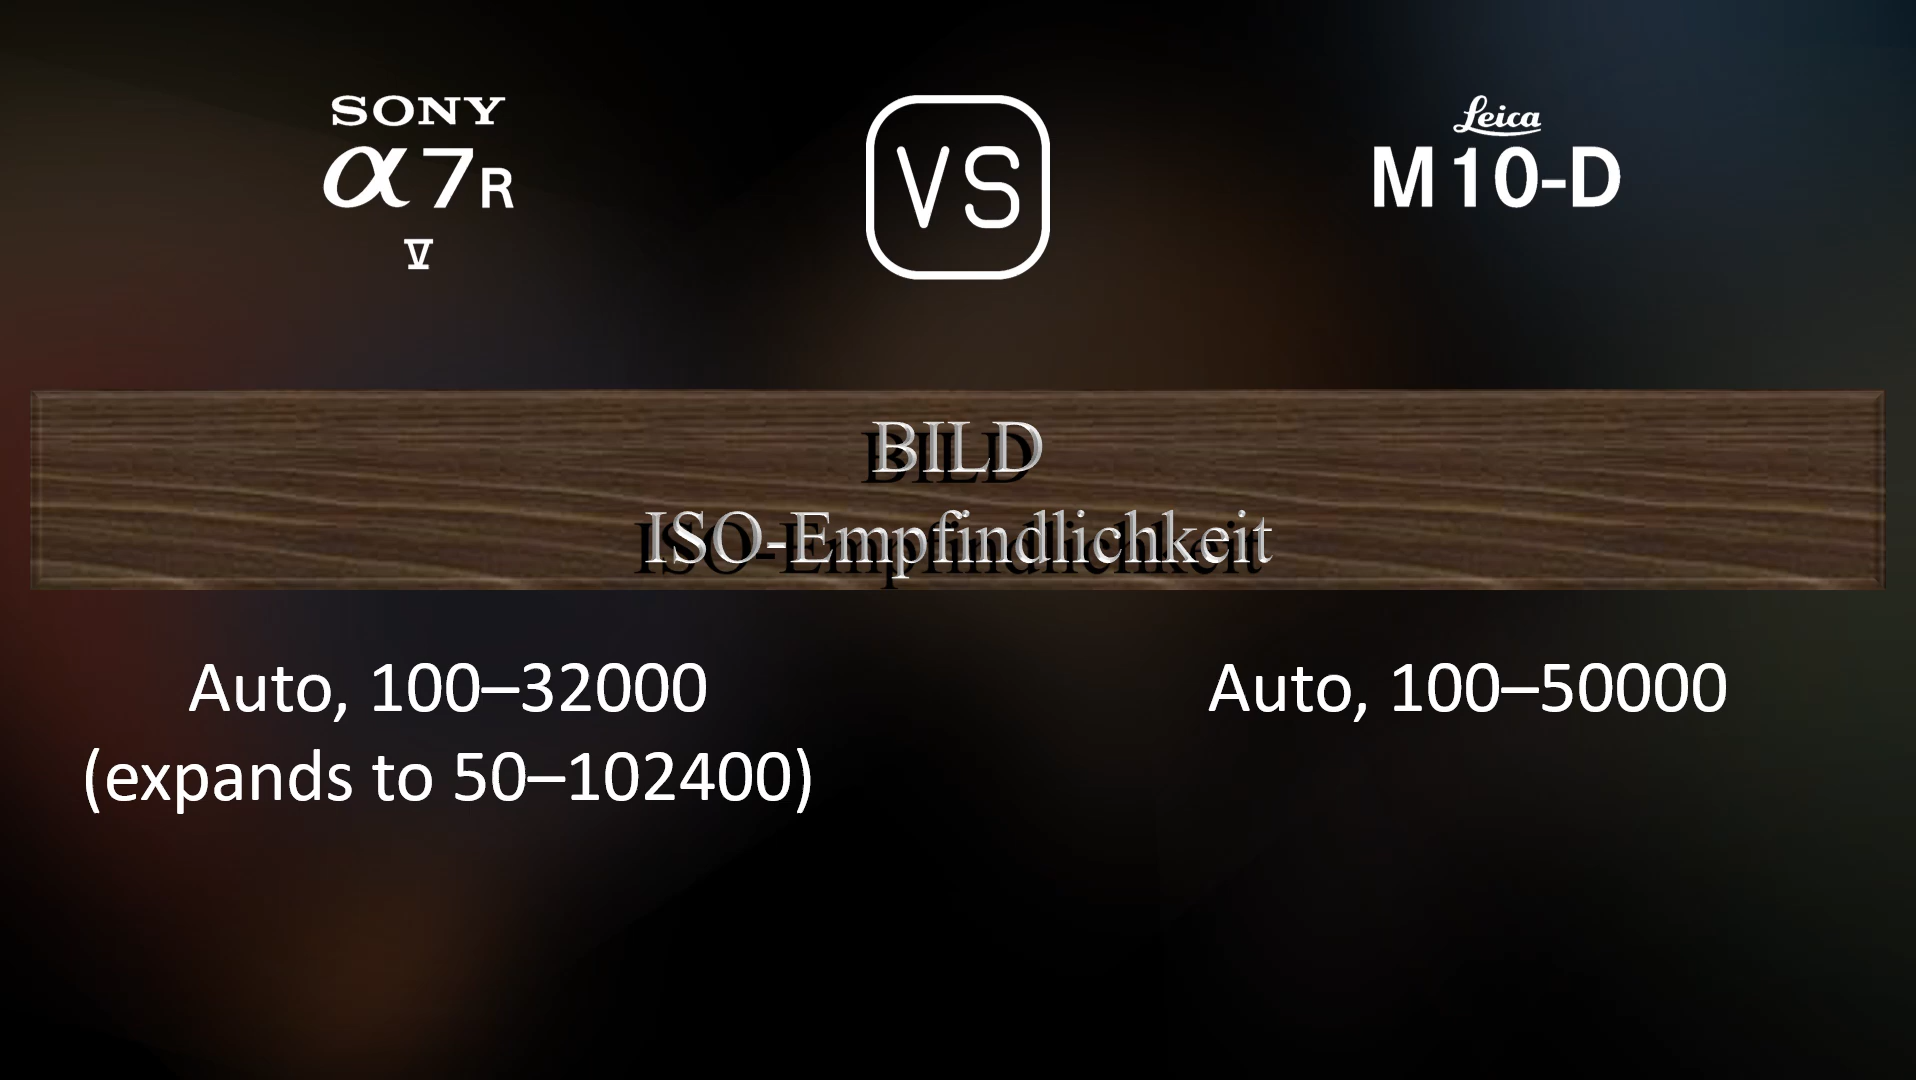 SONY
α7R
V
VS
Leica
M10-D
BILD
ISO-Empfindlichkeit
Auto, 100–32000
(expands to 50–102400)
Auto, 100–50000